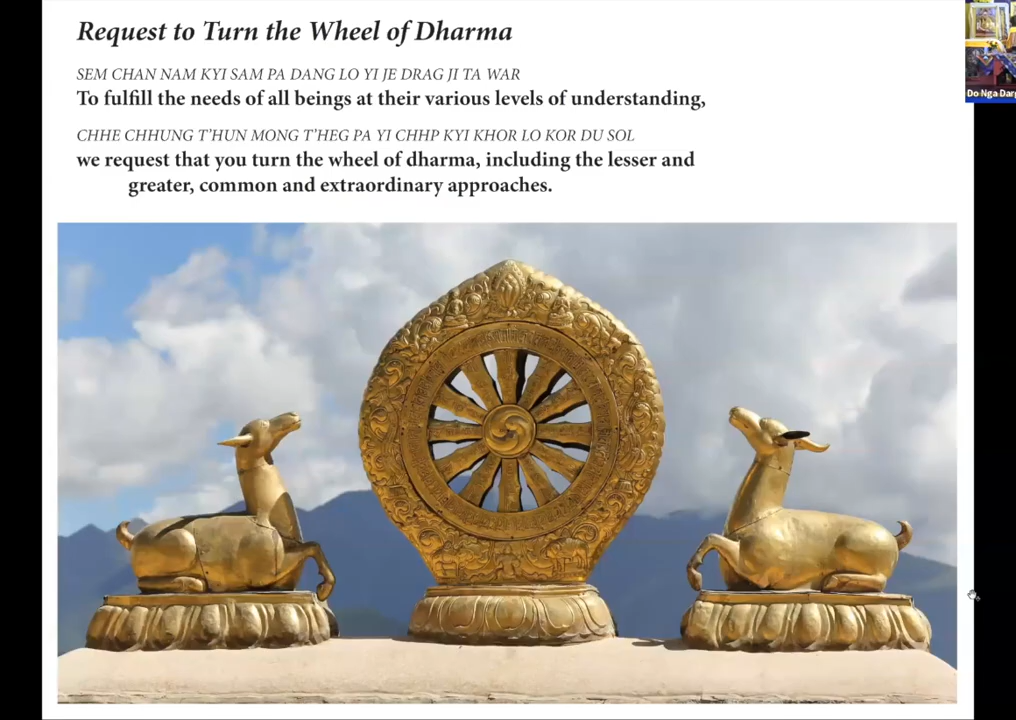 Request to Turn the Wheel of Dharma
SEM CHAN NAM KYI SAM PA DANG LO YI JE DRAG JI TA WAR
To fulfill the needs of all beings at their various levels of understanding,
CHHE CHHUNG T'HUN MONG T'HEG PA YI CHHP KYI KHOR LO KOR DU SOL
we request that you turn the wheel of dharma, including the lesser and
greater, common and extraordinary approaches.
Do Nga Darg